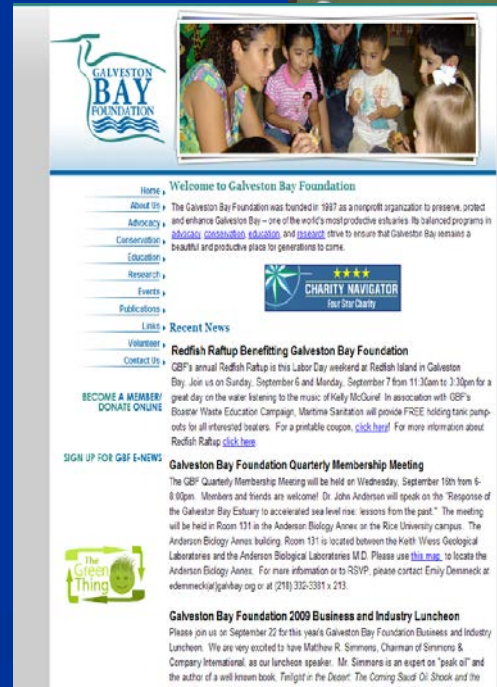 GALVESTON
BAY
FOUNDATION
Home
About Us
Advocacy
Conservation
Education
Research
Events
Publications
Links
Volunteer
Contact Us
BECOME A MEMBER/
DONATE ONLINE
SIGN UP FOR GBF E-NEWS
The
Green
Thing
Welcome to Galveston Bay Foundation
The Galveston Bay Foundation was founded in 1987 as a nonprofit organization to preserve, protect
and enhance Galveston Bay – one of the world's most productive estuaries. Its balanced programs in
advocacy, conservation, education, and research strive to ensure that Galveston Bay remains a
beautiful and productive place for generations to come.
CHARITY NAVIGATOR
Four Star Charity
Recent News
Redfish Raftup Benefitting Galveston Bay Foundation
GBF's annual Redfish Raftup is this Labor Day weekend at Redfish Island in Galveston
Bay. Join us on Sunday, September 6 and Monday, September 7 from 11:30am to 3:30pm for a
great day on the water listening to the music of Kelly McGuire! In association with GBF's
Boater Waste Education Campaign, Maritime Sanitation will provide FREE holding tank pump-
outs for all interested boaters. For a printable coupon, click here! For more information about
Redfish Raftup click here.
Galveston Bay Foundation Quarterly Membership Meeting
The GBF Quarterly Membership Meeting will be held on Wednesday, September 16th from 6-
8:00pm. Members and friends are welcome! Dr. John Anderson will speak on the "Response of
the Galveston Bay Estuary to accelerated sea level rise: lessons from the past." The meeting
will be held in Room 131 in the Anderson Biology Annex on the Rice University campus. The
Anderson Biology Annex building, Room 131 is located between the Keith Wiess Geological
Laboratories and the Anderson Biological Laboratories M.D. Please use this map to locate the
Anderson Biology Annex. For more information or to RSVP, please contact Emily Demmeck at
edemmeck(at)galvbay.org or at (218) 332-3381 x 213.
Galveston Bay Foundation 2009 Business and Industry Luncheon
Please join us on September 22 for this year's Galveston Bay Foundation Business and Industry
Luncheon. We are very excited to have Matthew R. Simmons, Chairman of Simmons &
Company International, as our luncheon speaker. Mr. Simmons is an expert on "peak oil" and
the author of a well known book, Twilight in the Desert: The Coming Saudi Oil Shock and the